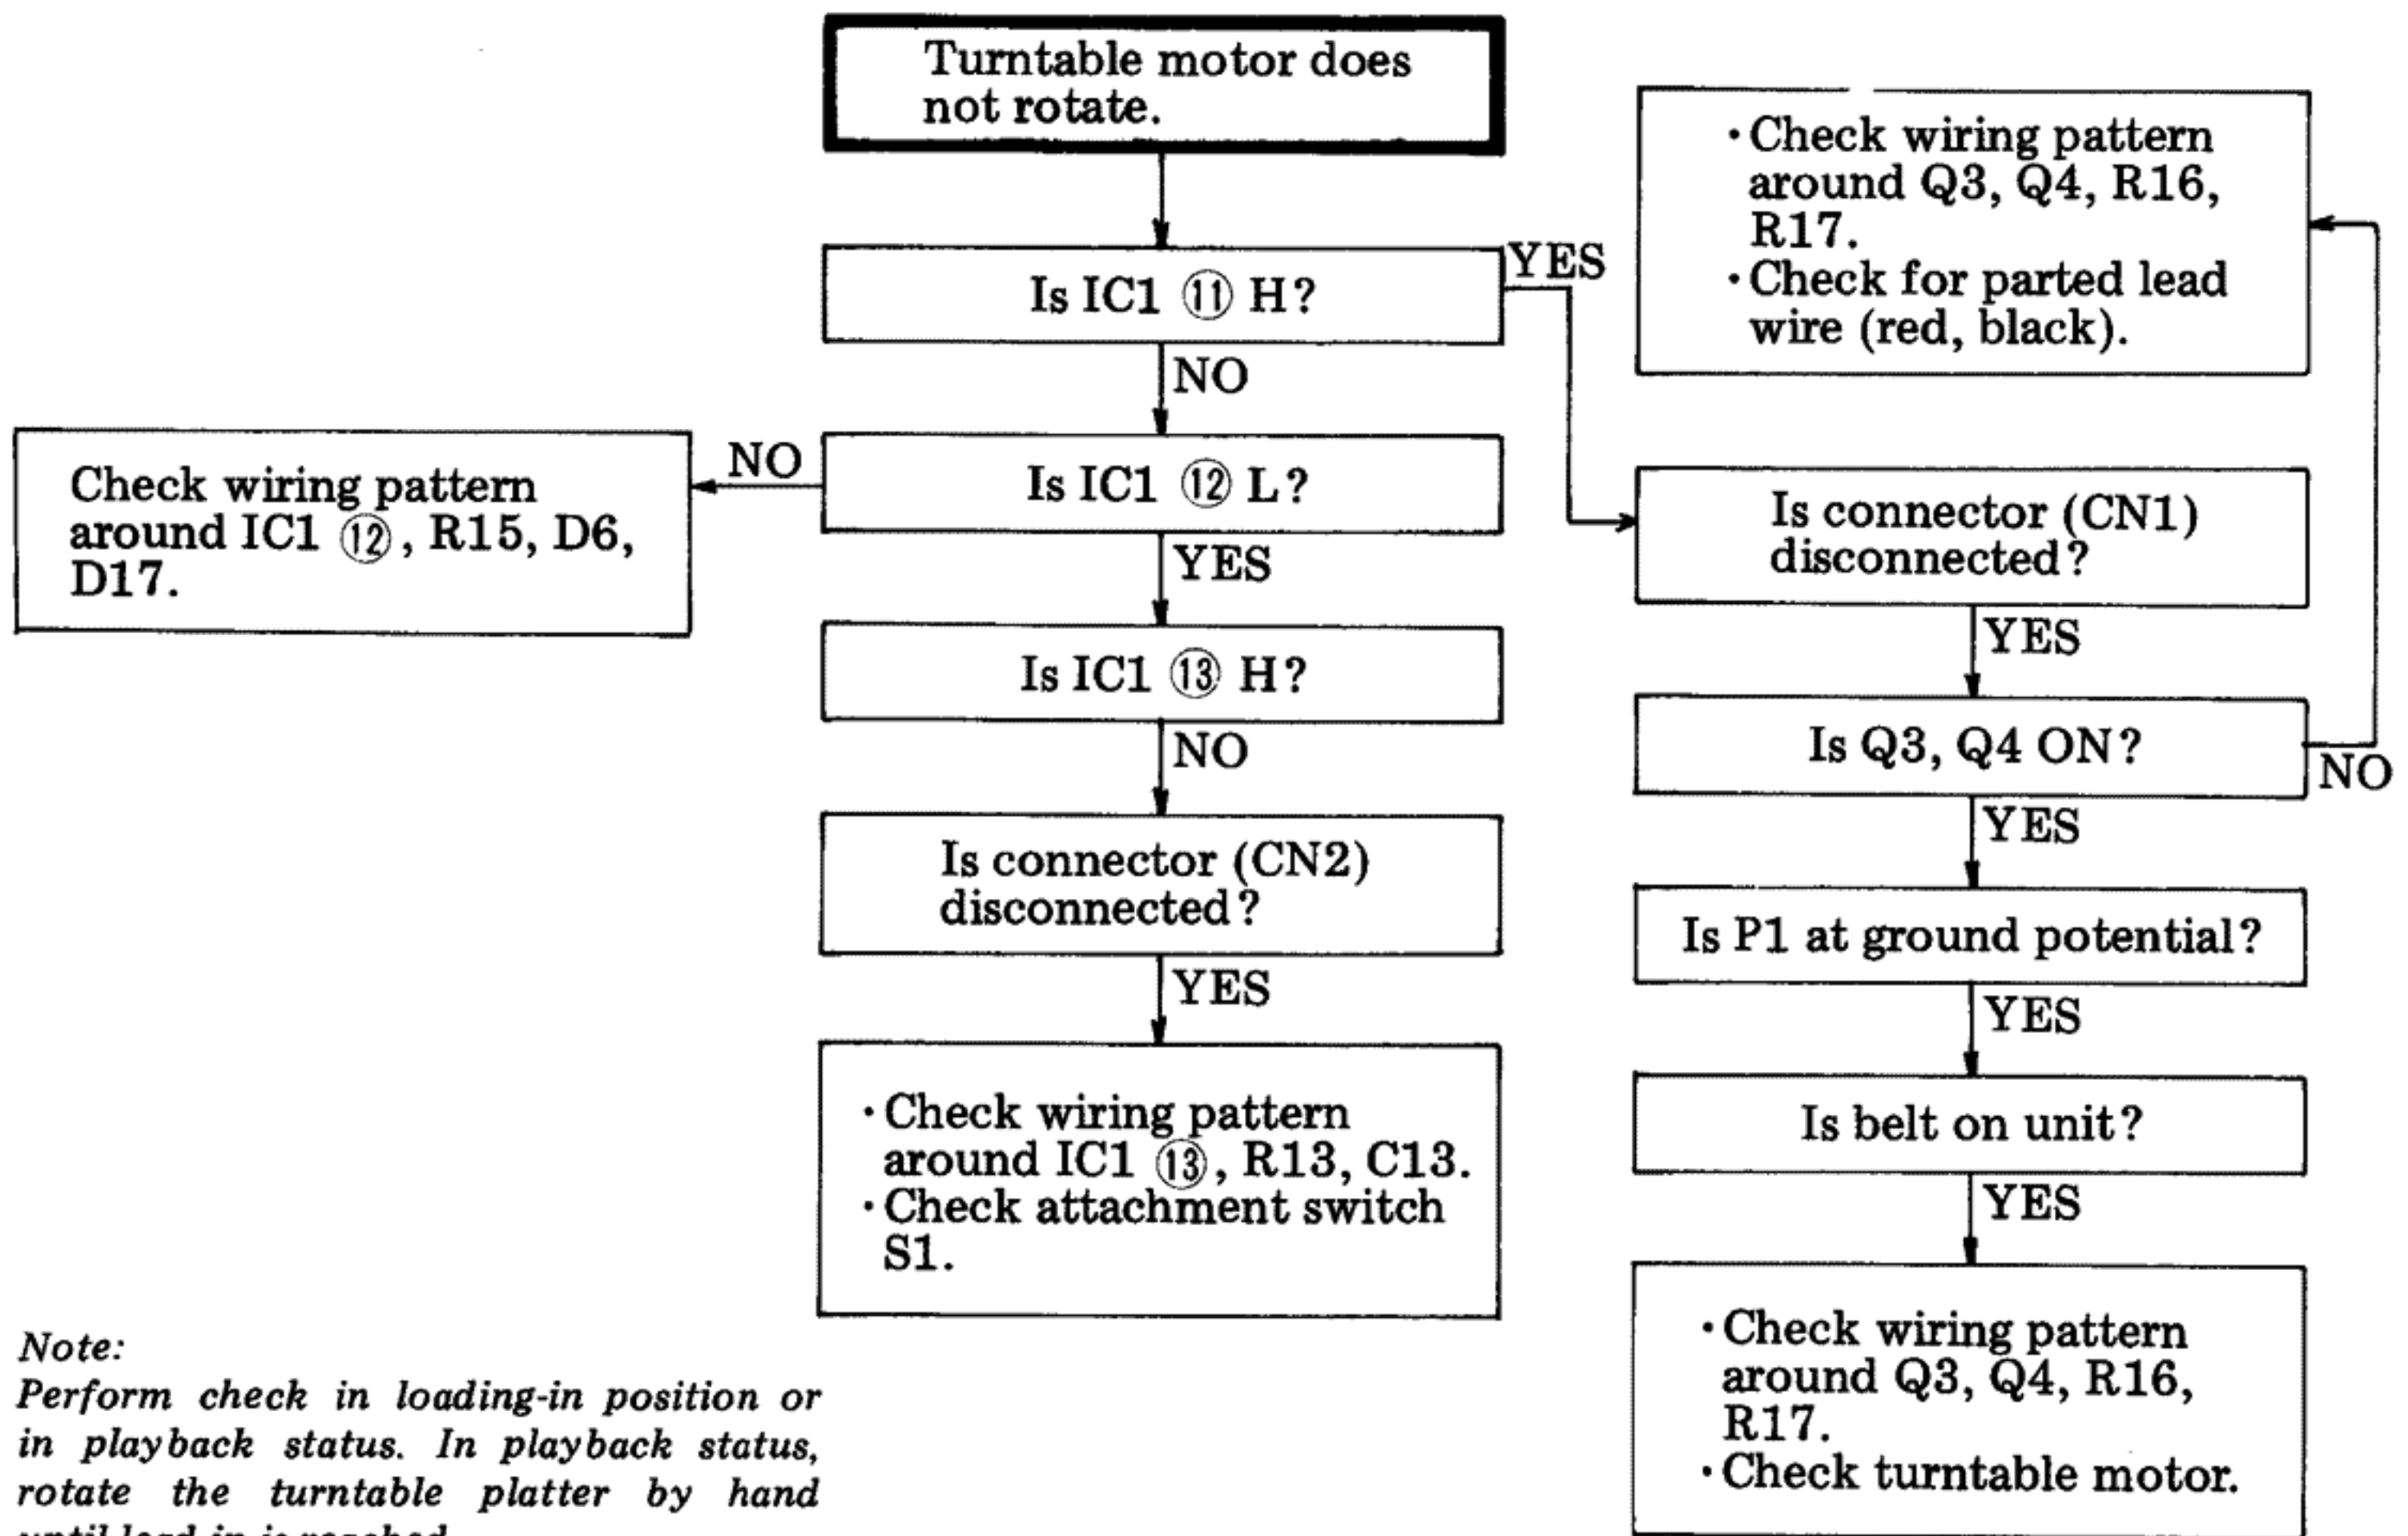 Turntable motor does
not rotate.
Is IC1 ⑪ H?
YES
NO
Is IC1 ⑫ L?
NO
Check wiring pattern
around IC1 ⑫, R15, D6,
D17.
YES
Is IC1 ⑬ H?
NO
Is connector (CN2)
disconnected?
YES
· Check wiring pattern
around IC1 ⑬, R13, C13.
· Check attachment switch
S1.
· Check wiring pattern
around Q3, Q4, R16,
R17.
· Check for parted lead
wire (red, black).
Is connector (CN1)
disconnected?
YES
Is Q3, Q4 ON?
NO
YES
Is P1 at ground potential?
YES
Is belt on unit?
YES
· Check wiring pattern
around Q3, Q4, R16,
R17.
· Check turntable motor.
Note:
Perform check in loading-in position or
in playback status. In playback status,
rotate the turntable platter by hand